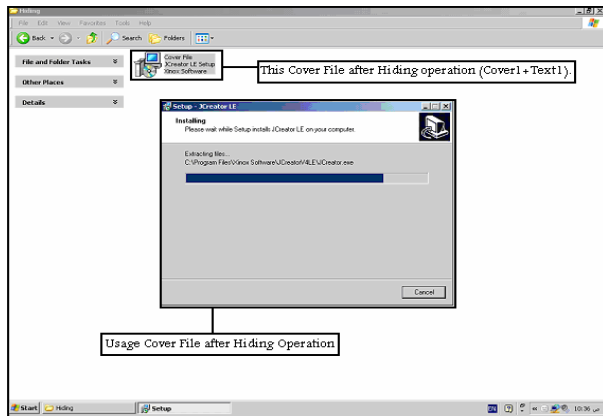 Hiding
File Edit View Favorites Tools Help
Back Search Folders
File and Folder Tasks
Other Places
Details
Cover File
JCreator LE Setup
Xinox Software
This Cover File after Hiding operation (Cover1+Text1).
Setup - JCreator LE
Installing
Please wait while Setup installs JCreator LE on your computer.
Extracting files...
C:\Program Files\Xinox Software\JCreatorV4LE\JCreator.exe
Cancel
Usage Cover File after Hiding Operation
Start Hiding Setup EN 10:36